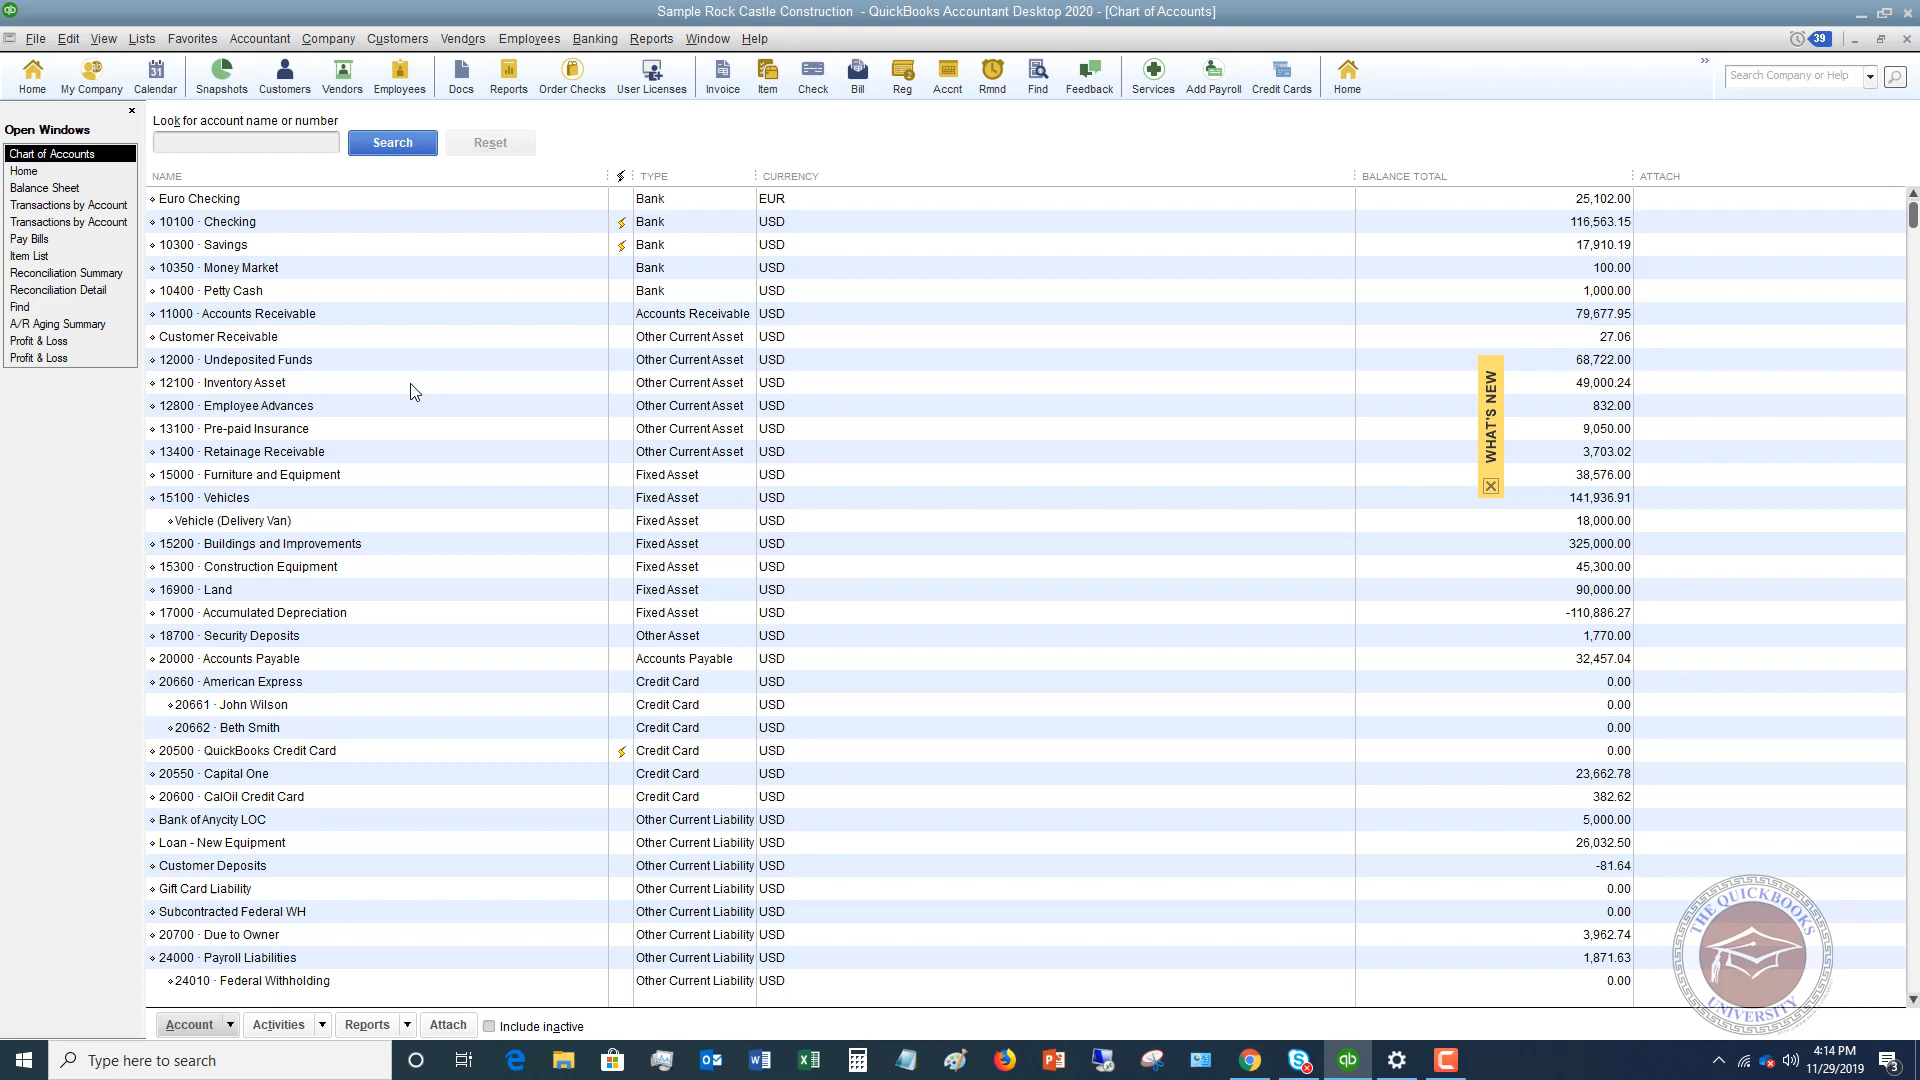 Sample Rock Castle Construction - QuickBooks Accountant Desktop 2020 - [Chart of Accounts]
File Edit View Lists Favorites Accountant Company Customers Vendors Employees Banking Reports Window Help 39
Home My Company Calendar Snapshots Customers Vendors Employees Docs Reports Order Checks User Licenses Invoice Item Check Bill Reg Accnt Rmnd Find Feedback Services Add Payroll Credit Cards Home
Search Company or Help
Open Windows
Chart of Accounts
Home
Balance Sheet
Transactions by Account
Transactions by Account
Pay Bills
Item List
Reconciliation Summary
Reconciliation Detail
Find
A/R Aging Summary
Profit & Loss
Profit & Loss
Look for account name or number
Search Reset
NAME TYPE CURRENCY BALANCE TOTAL ATTACH
Euro Checking Bank EUR 25,102.00
10100 · Checking Bank USD 116,563.15
10300 · Savings Bank USD 17,910.19
10350 · Money Market Bank USD 100.00
10400 · Petty Cash Bank USD 1,000.00
11000 · Accounts Receivable Accounts Receivable USD 79,677.95
Customer Receivable Other Current Asset USD 27.06
12000 · Undeposited Funds Other Current Asset USD 68,722.00
12100 · Inventory Asset Other Current Asset USD 49,000.24
12800 · Employee Advances Other Current Asset USD 832.00
13100 · Pre-paid Insurance Other Current Asset USD 9,050.00
13400 · Retainage Receivable Other Current Asset USD 3,703.02
15000 · Furniture and Equipment Fixed Asset USD 38,576.00
15100 · Vehicles Fixed Asset USD 141,936.91
Vehicle (Delivery Van) Fixed Asset USD 18,000.00
15200 · Buildings and Improvements Fixed Asset USD 325,000.00
15300 · Construction Equipment Fixed Asset USD 45,300.00
16900 · Land Fixed Asset USD 90,000.00
17000 · Accumulated Depreciation Fixed Asset USD -110,886.27
18700 · Security Deposits Other Asset USD 1,770.00
20000 · Accounts Payable Accounts Payable USD 32,457.04
20660 · American Express Credit Card USD 0.00
20661 · John Wilson Credit Card USD 0.00
20662 · Beth Smith Credit Card USD 0.00
20500 · QuickBooks Credit Card Credit Card USD 0.00
20550 · Capital One Credit Card USD 23,662.78
20600 · CalOil Credit Card Credit Card USD 382.62
Bank of Anycity LOC Other Current Liability USD 5,000.00
Loan - New Equipment Other Current Liability USD 26,032.50
Customer Deposits Other Current Liability USD -81.64
Gift Card Liability Other Current Liability USD 0.00
Subcontracted Federal WH Other Current Liability USD 0.00
20700 · Due to Owner Other Current Liability USD 3,962.74
24000 · Payroll Liabilities Other Current Liability USD 1,871.63
24010 · Federal Withholding Other Current Liability USD 0.00
WHAT'S NEW
THE QUICKBOOKS
UNIVERSITY
Account Activities Reports Attach Include inactive
Type here to search
4:14 PM
11/29/2019
3